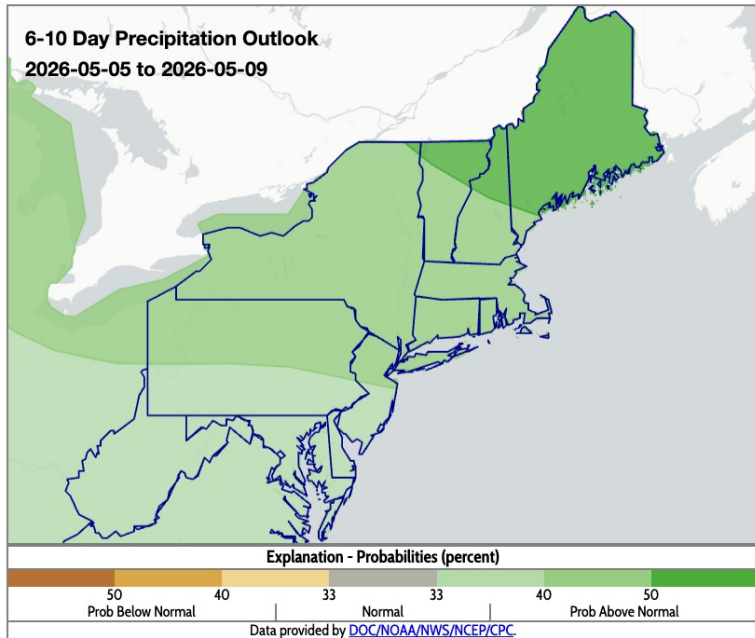 6-10 Day Precipitation Outlook
2026-05-05 to 2026-05-09
Explanation - Probabilities (percent)
50 40 33 33 40 50
Prob Below Normal | Normal | Prob Above Normal
Data provided by DOC/NOAA/NWS/NCEP/CPC.